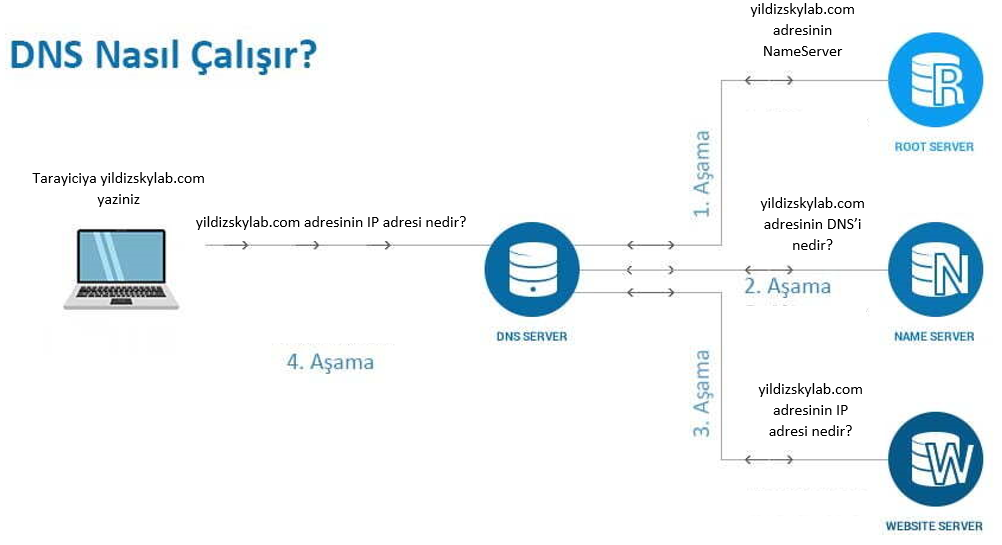 DNS Nasıl Çalışır?
yildizskylab.com
adresinin
NameServer
R
ROOT SERVER
1. Aşama
Tarayiciya yildizskylab.com
yaziniz
yildizskylab.com adresinin IP adresi nedir?
DNS SERVER
yildizskylab.com
adresinin DNS’i
nedir?
2. Aşama
N
NAME SERVER
4. Aşama
3. Aşama
yildizskylab.com
adresinin IP
adresi nedir?
W
WEBSITE SERVER